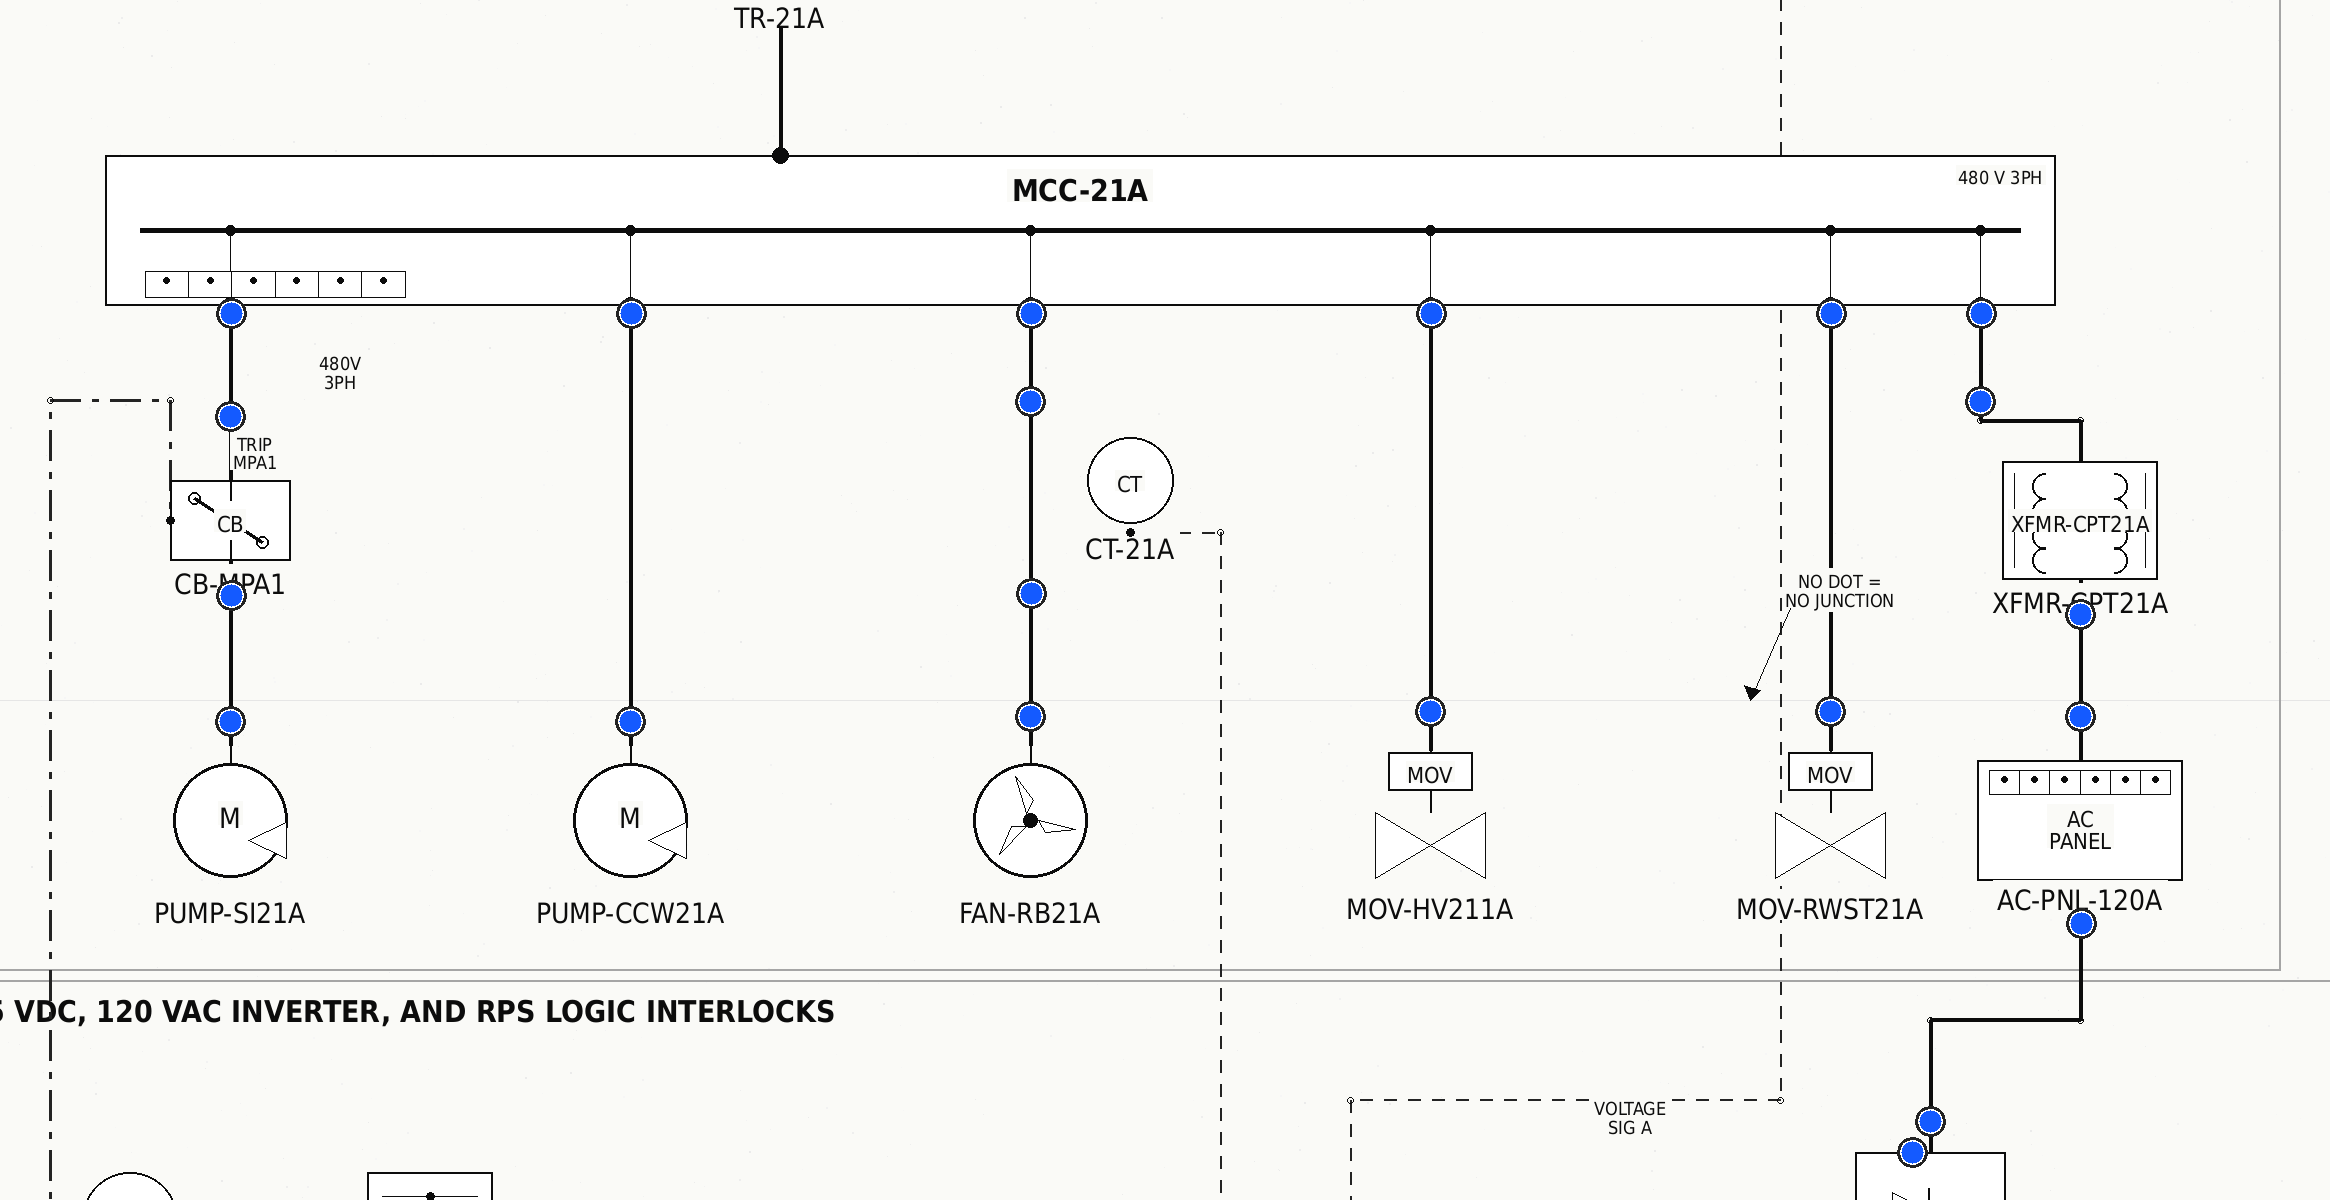 TR-21A
MCC-21A
480 V 3PH
480V
3PH
TRIP
MPA1
CB
CB-MPA1
CT
CT-21A
XFMR-CPT21A
XFMR-CPT21A
NO DOT =
NO JUNCTION
M
M
MOV
MOV
AC
PANEL
PUMP-SI21A
PUMP-CCW21A
FAN-RB21A
MOV-HV211A
MOV-RWST21A
AC-PNL-120A
VDC, 120 VAC INVERTER, AND RPS LOGIC INTERLOCKS
VOLTAGE
SIG A